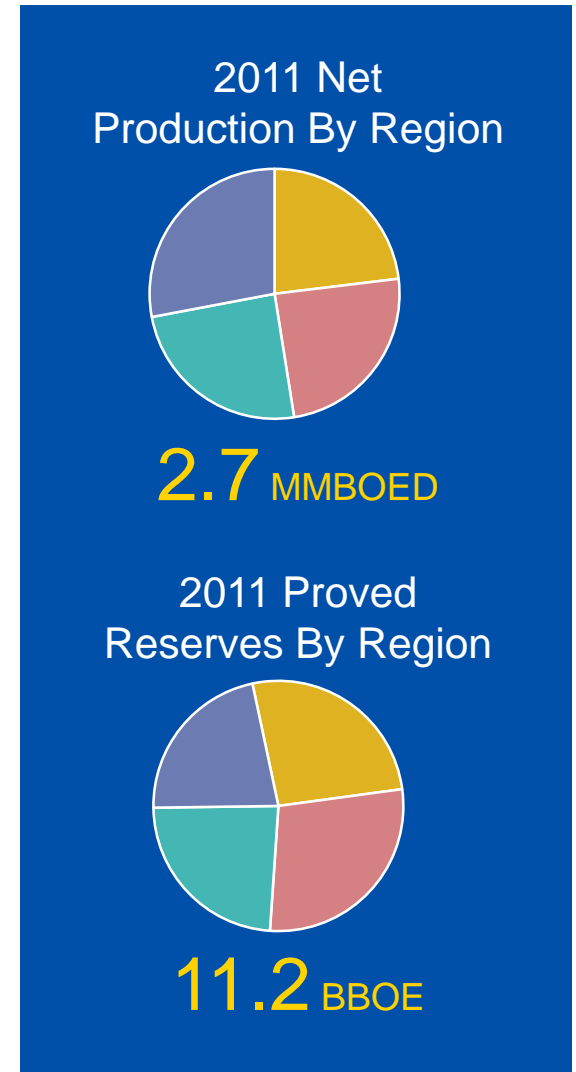 2011 Net
Production By Region
2.7 MMBOED
2011 Proved
Reserves By Region
11.2 BBOE